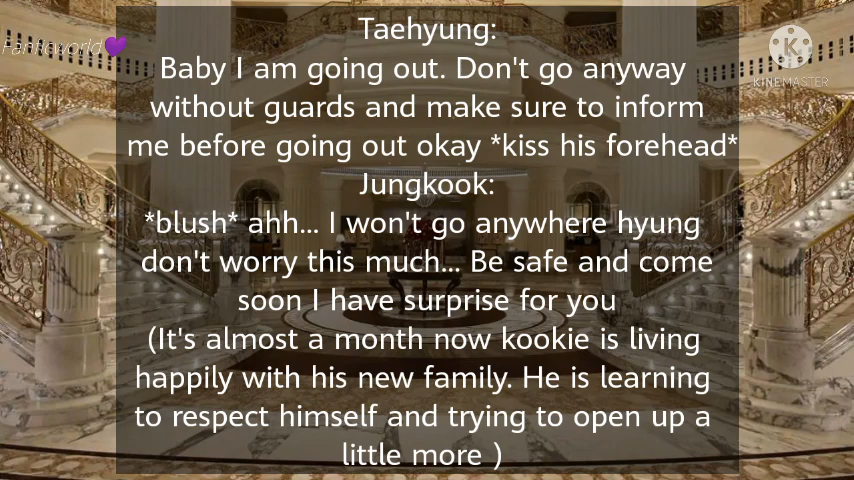 Fanficworld💜
KINEMASTER
Taehyung:
Baby I am going out. Don't go anyway
without guards and make sure to inform
me before going out okay *kiss his forehead*
Jungkook:
*blush* ahh... I won't go anywhere hyung
don't worry this much... Be safe and come
soon I have surprise for you
(It's almost a month now kookie is living
happily with his new family. He is learning
to respect himself and trying to open up a
little more )